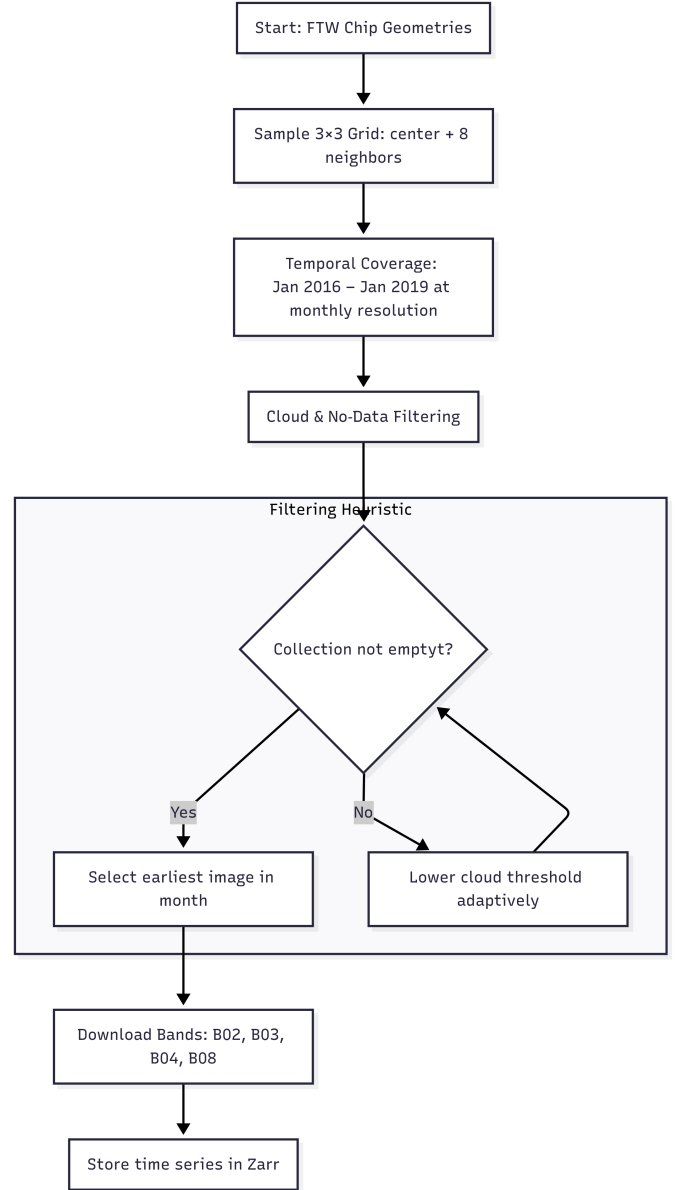 Start: FTW Chip Geometries
Sample 3×3 Grid: center + 8
neighbors
Temporal Coverage:
Jan 2016 – Jan 2019 at
monthly resolution
Cloud & No-Data Filtering
Filtering Heuristic
Collection not emptyt?
Yes
No
Select earliest image in
month
Lower cloud threshold
adaptively
Download Bands: B02, B03,
B04, B08
Store time series in Zarr